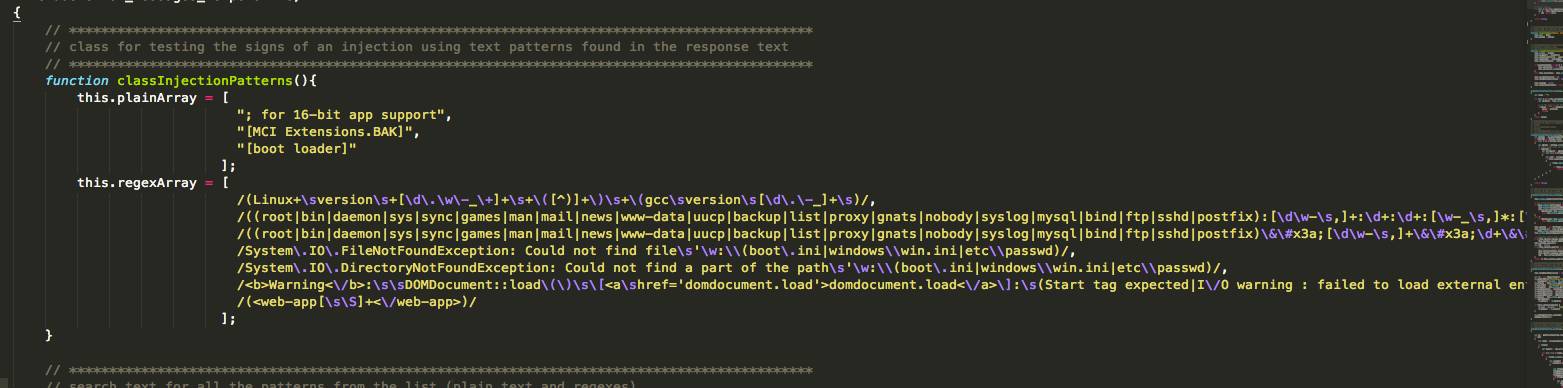 {
// *********************************************************************************************
// class for testing the signs of an injection using text patterns found in the response text
// *********************************************************************************************
function classInjectionPatterns(){
this.plainArray = [
"; for 16-bit app support",
"[MCI Extensions.BAK]",
"[boot loader]"
];
this.regexArray = [
/(Linux+\sversion\s+[\d\.\w\-_\+]+\s+\([^)]+\)\s+\(gcc\sversion\s[\d\.\-_]+\s)/,
/((root|bin|daemon|sys|sync|games|man|mail|news|www-data|uucp|backup|list|proxy|gnats|nobody|syslog|mysql|bind|ftp|sshd|postfix):[\d\w-\s,]+:\d+:\d+:[\w-_\s,]*:[
/((root|bin|daemon|sys|sync|games|man|mail|news|www-data|uucp|backup|list|proxy|gnats|nobody|syslog|mysql|bind|ftp|sshd|postfix)\&\#x3a;[\d\w-\s,]+\&\#x3a;\d+\&\
/System\.IO\.FileNotFoundException: Could not find file\s'\w:\\(boot\.ini|windows\\win.ini|etc\\passwd)/,
/System\.IO\.DirectoryNotFoundException: Could not find a part of the path\s'\w:\\(boot\.ini|windows\\win.ini|etc\\passwd)/,
/<b>Warning<\/b>:\s\sDOMDocument::load\(\)\s\[<a\shref='domdocument.load'>domdocument.load<\/a>\]:\s(Start tag expected|I\/O warning : failed to load external en
/(<web-app[\s\S]+<\/web-app>)/
];
}
// *********************************************************************************************
// search text for all the patterns from the list (plain text and regexes)